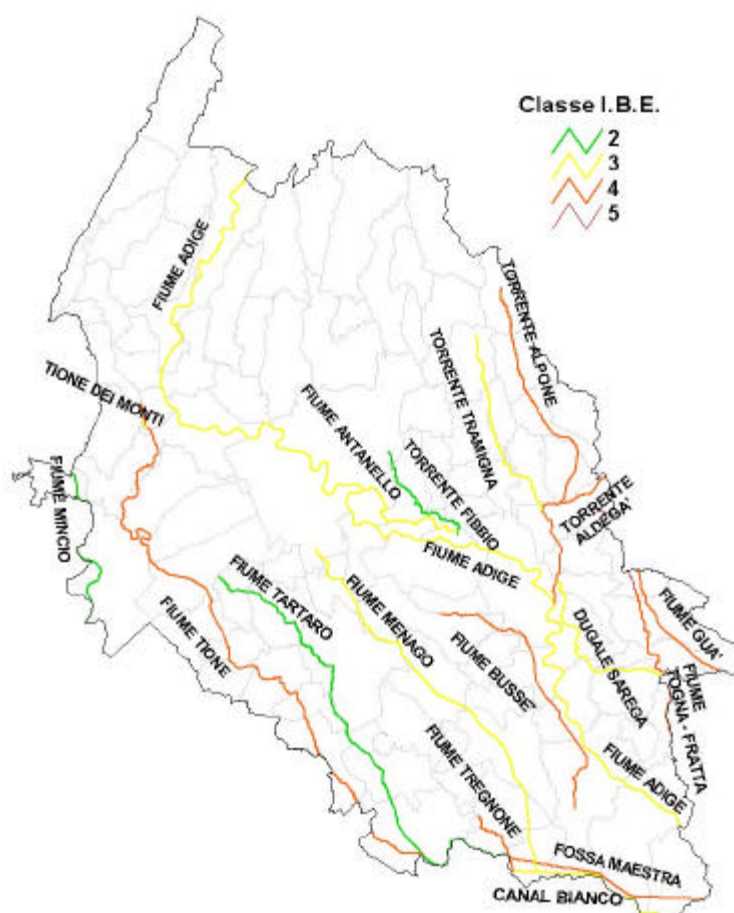 Classe I.B.E.
2
3
4
5
FIUME ADIGE
TORRENTE ALPONE
TIONE DEI MONTI
TORRENTE TRAMIGNA
FIUME ANTANELLO
TORRENTE FIBBIO
FIUME MINCIO
TORRENTE
ALDEGA'
FIUME ADIGE
FIUME TARTARO
FIUME MENAGO
FIUME GUA'
FIUME TIONE
FIUME BUSSE'
DUGALE SAREGA
FIUME
TOGNA - FRATTA
FIUME TREGNONE
FIUME ADIGE
FOSSA MAESTRA
CANAL BIANCO